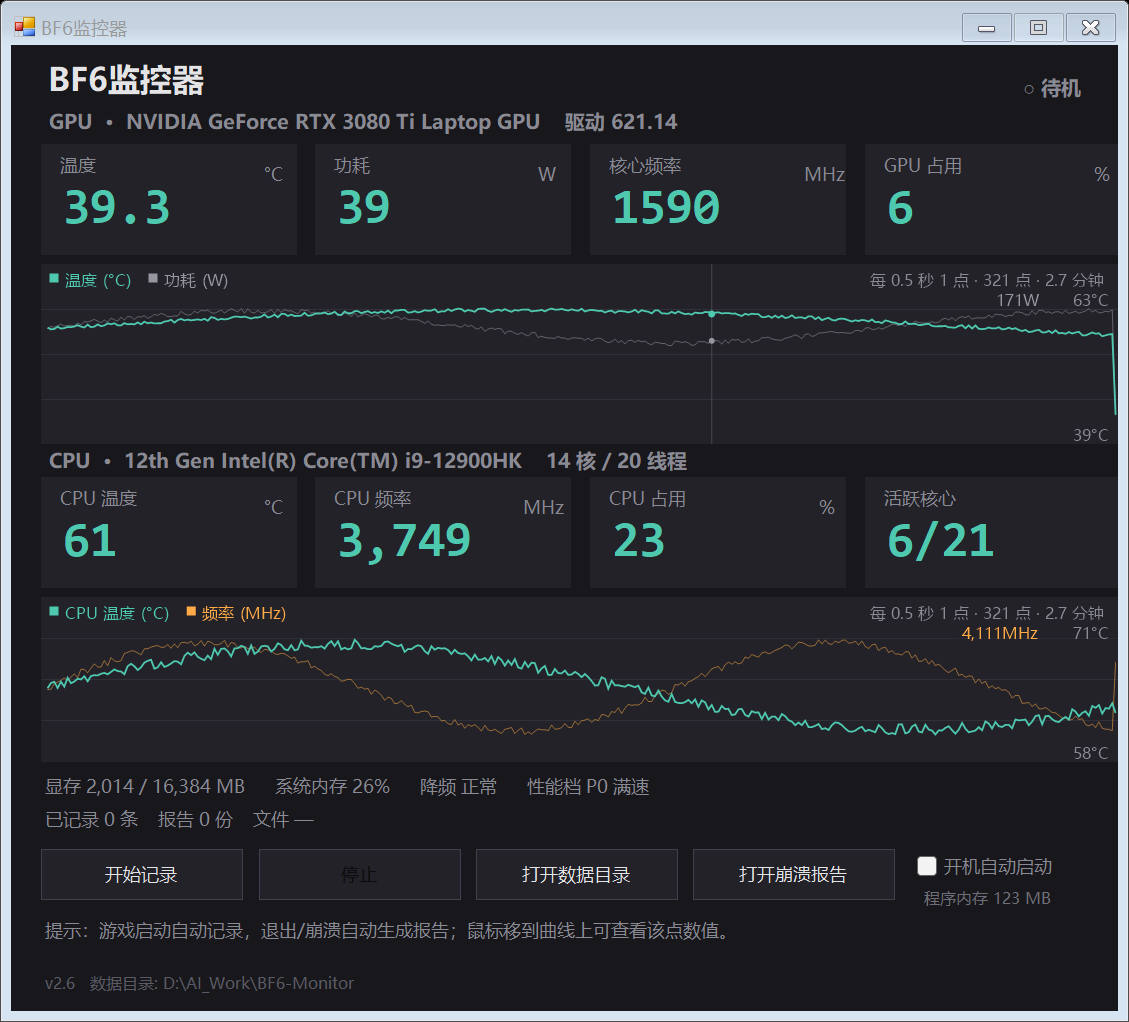 BF6监控器
BF6监控器
○ 待机
GPU • NVIDIA GeForce RTX 3080 Ti Laptop GPU 驱动 621.14
温度 °C
39.3
功耗 W
39
核心频率 MHz
1590
GPU 占用 %
6
温度 (°C) 功耗 (W) 每 0.5 秒 1 点 · 321 点 · 2.7 分钟
171W 63°C
39°C
CPU • 12th Gen Intel(R) Core(TM) i9-12900HK 14 核 / 20 线程
CPU 温度 °C
61
CPU 频率 MHz
3,749
CPU 占用 %
23
活跃核心
6/21
CPU 温度 (°C) 频率 (MHz) 每 0.5 秒 1 点 · 321 点 · 2.7 分钟
4,111MHz 71°C
58°C
显存 2,014 / 16,384 MB 系统内存 26% 降频 正常 性能档 P0 满速
已记录 0 条 报告 0 份 文件 —
开始记录 停止 打开数据目录 打开崩溃报告 开机自动启动
程序内存 123 MB
提示：游戏启动自动记录，退出/崩溃自动生成报告；鼠标移到曲线上可查看该点数值。
v2.6 数据目录: D:\AI_Work\BF6-Monitor